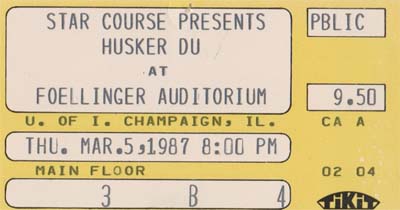 STAR COURSE PRESENTS PBLIC
HUSKER DU
AT
FOELLINGER AUDITORIUM 9.50
U. OF I. CHAMPAIGN, IL. CA A
THU. MAR.5,1987 8:00 PM
MAIN FLOOR 02 04
3 B 4 TiKiT